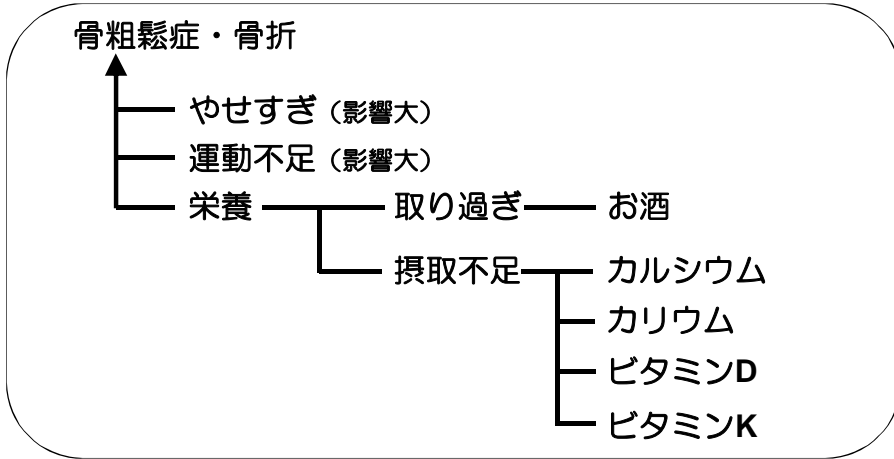 骨粗鬆症・骨折
やせすぎ（影響大）
運動不足（影響大）
栄養 取り過ぎ お酒
摂取不足 カルシウム
カリウム
ビタミンD
ビタミンK